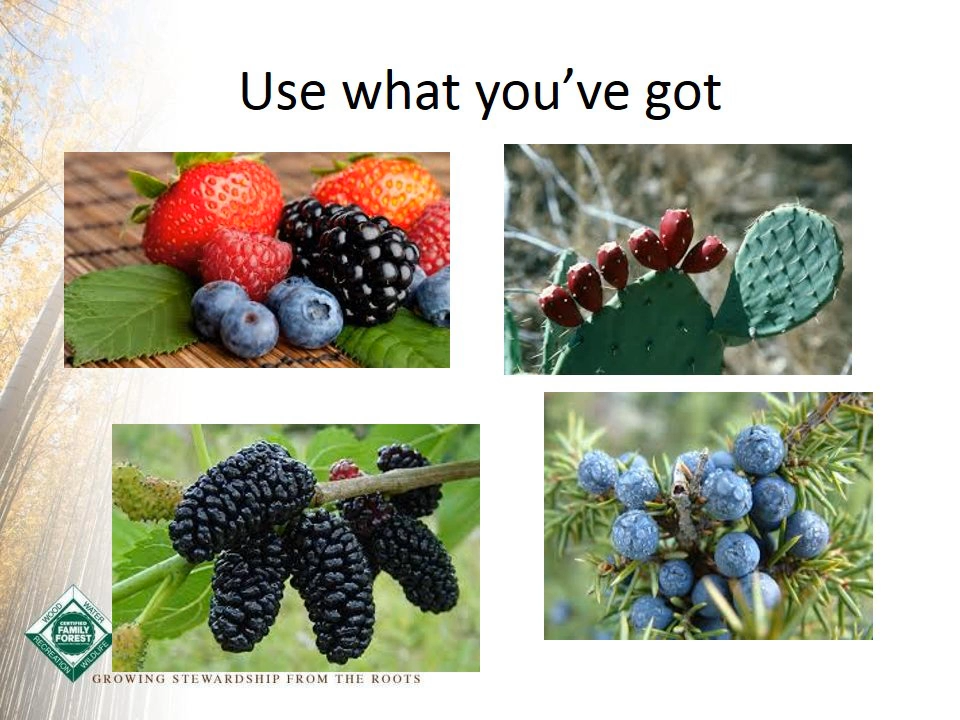 Use what you've got
WOOD
WATER
CERTIFIED
FAMILY
FOREST
RECREATION
WILDLIFE
GROWING STEWARDSHIP FROM THE ROOTS